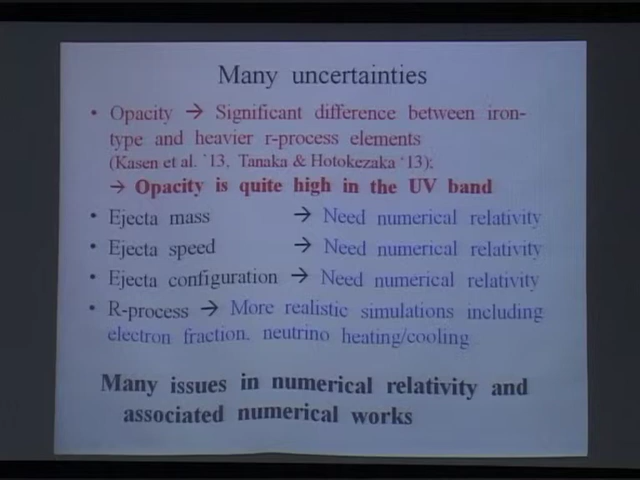 Many uncertainties
• Opacity → Significant difference between iron-
type and heavier r-process elements
(Kasen et al. '13, Tanaka & Hotokezaka '13);
→ Opacity is quite high in the UV band
• Ejecta mass → Need numerical relativity
• Ejecta speed → Need numerical relativity
• Ejecta configuration → Need numerical relativity
• R-process → More realistic simulations including
electron fraction, neutrino heating/cooling
Many issues in numerical relativity and
associated numerical works